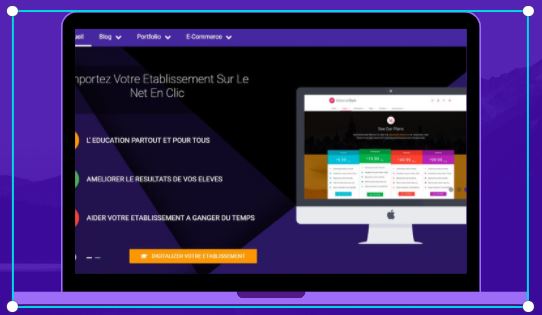 ueil Blog Portfolio E-Commerce
nportez Votre Etablissement Sur Le
Net En Clic
L' EDUCATION PARTOUT ET POUR TOUS
AMELIORER LE RESULTATS DE VOS ELEVES
AIDER VOTRE ETABLISSEMENT A GANGER DU TEMPS
DIGITALIZER VOTRE ETABLISSEMENT
See Our Plans